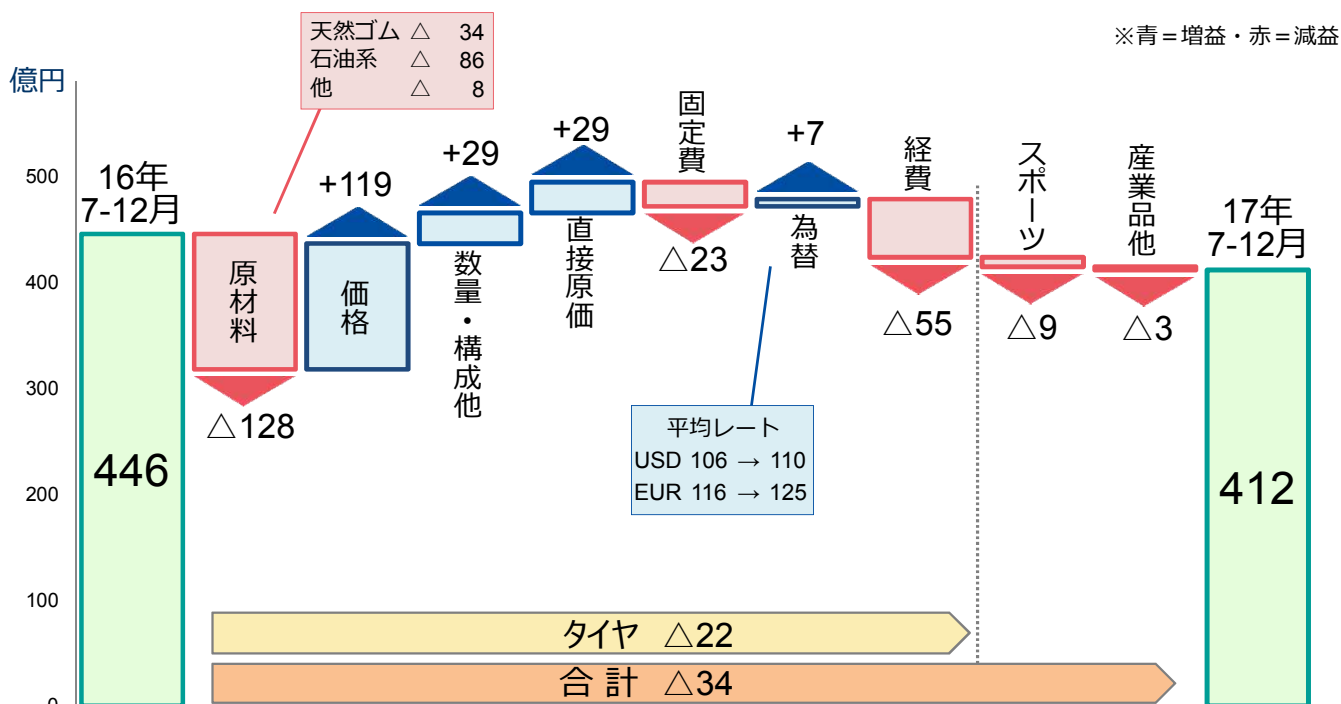 ※青＝増益・赤＝減益
億円
天然ゴム △ 34
石油系 △ 86
他 △ 8
500
400
300
200
100
0
16年
7-12月
446
原材料
△128
+119
価格
+29
数量・構成他
+29
直接原価
固定費
△23
+7
為替
平均レート
USD 106 → 110
EUR 116 → 125
経費
△55
スポーツ
△9
産業品他
△3
17年
7-12月
412
タイヤ △22
合計 △34